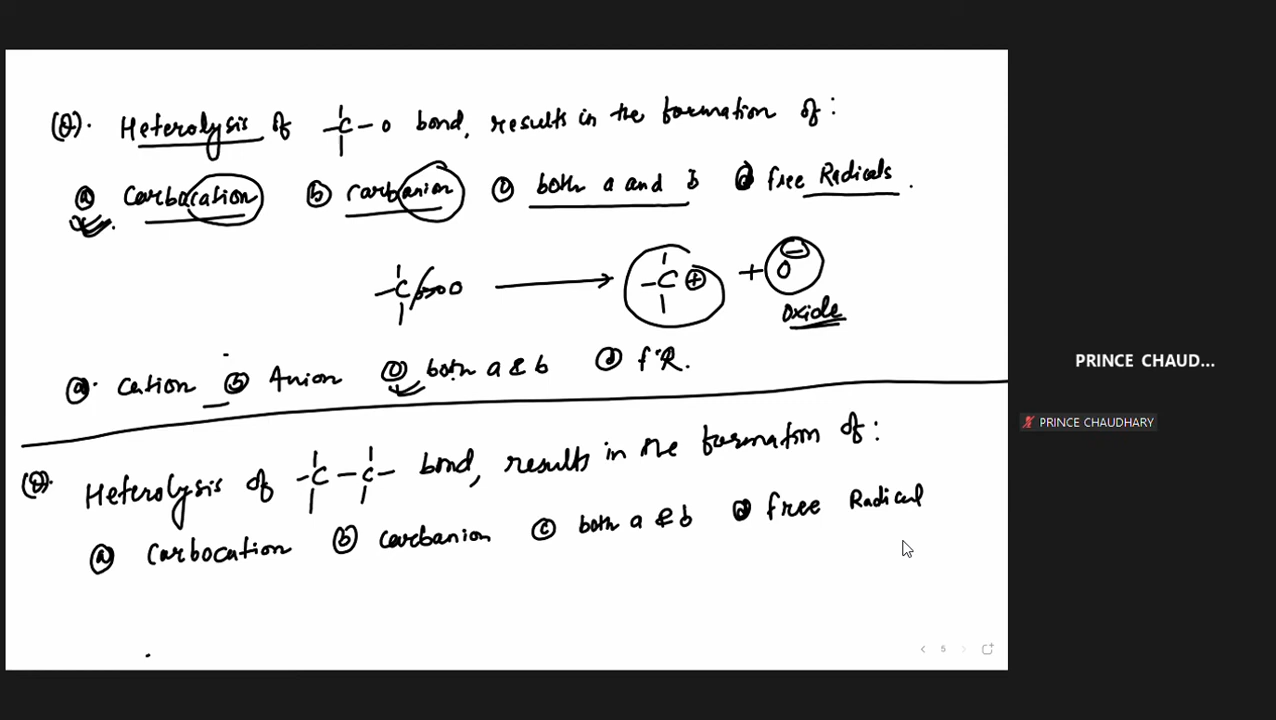 (Q). Heterolysis of -C-O bond, results in the formation of :
(a) Carbocation (b) carbanion (c) both a and b (d) free Radicals.
-C-O → -C⊕ + O⊖
Oxide
(a). Cation (b) Anion (c) both a & b (d) f.R.
(Q). Heterolysis of -C-C- bond, results in the formation of :
(a) Carbocation (b) carbanion (c) both a & b (d) free Radical
PRINCE CHAUD...
PRINCE CHAUDHARY
5